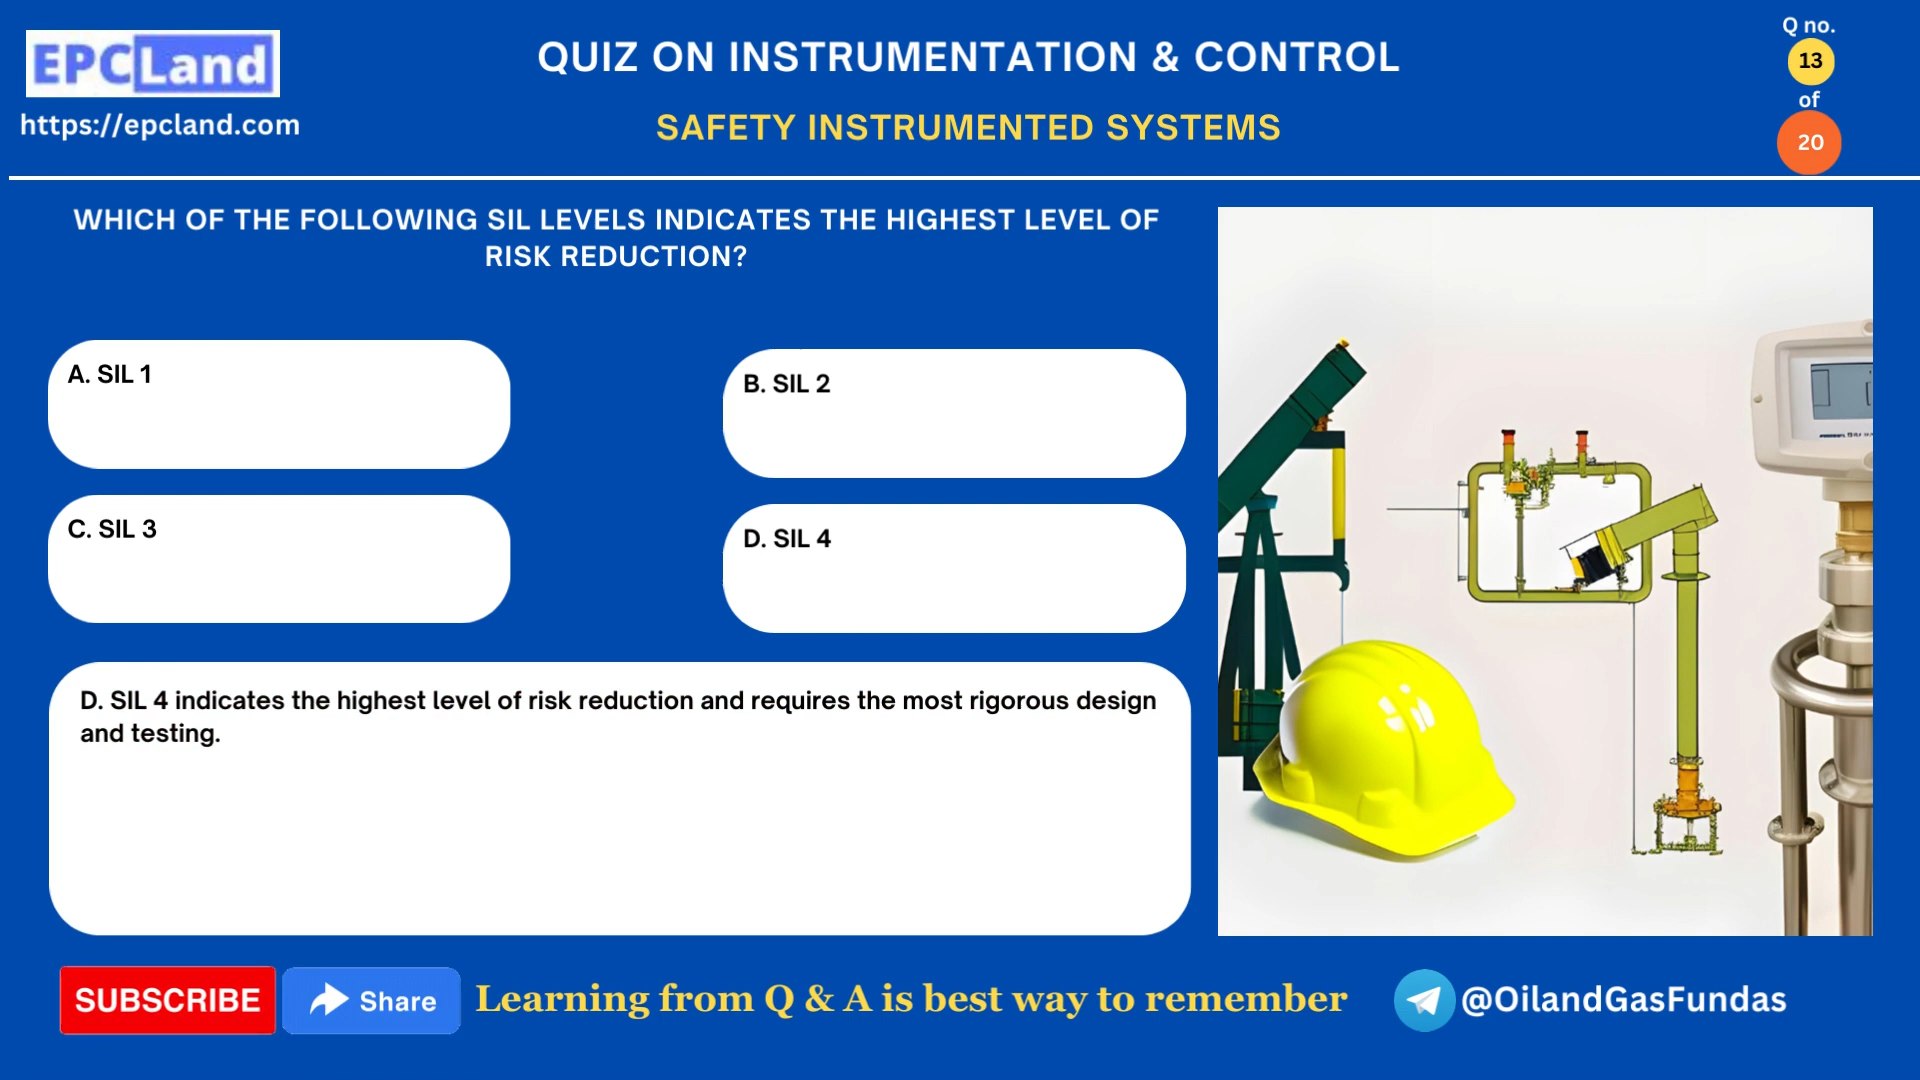 EPCLand
https://epcland.com
QUIZ ON INSTRUMENTATION & CONTROL
SAFETY INSTRUMENTED SYSTEMS
Q no.
13
of
20
WHICH OF THE FOLLOWING SIL LEVELS INDICATES THE HIGHEST LEVEL OF
RISK REDUCTION?
A. SIL 1
B. SIL 2
C. SIL 3
D. SIL 4
D. SIL 4 indicates the highest level of risk reduction and requires the most rigorous design
and testing.
SUBSCRIBE
Share
Learning from Q & A is best way to remember
@OilandGasFundas